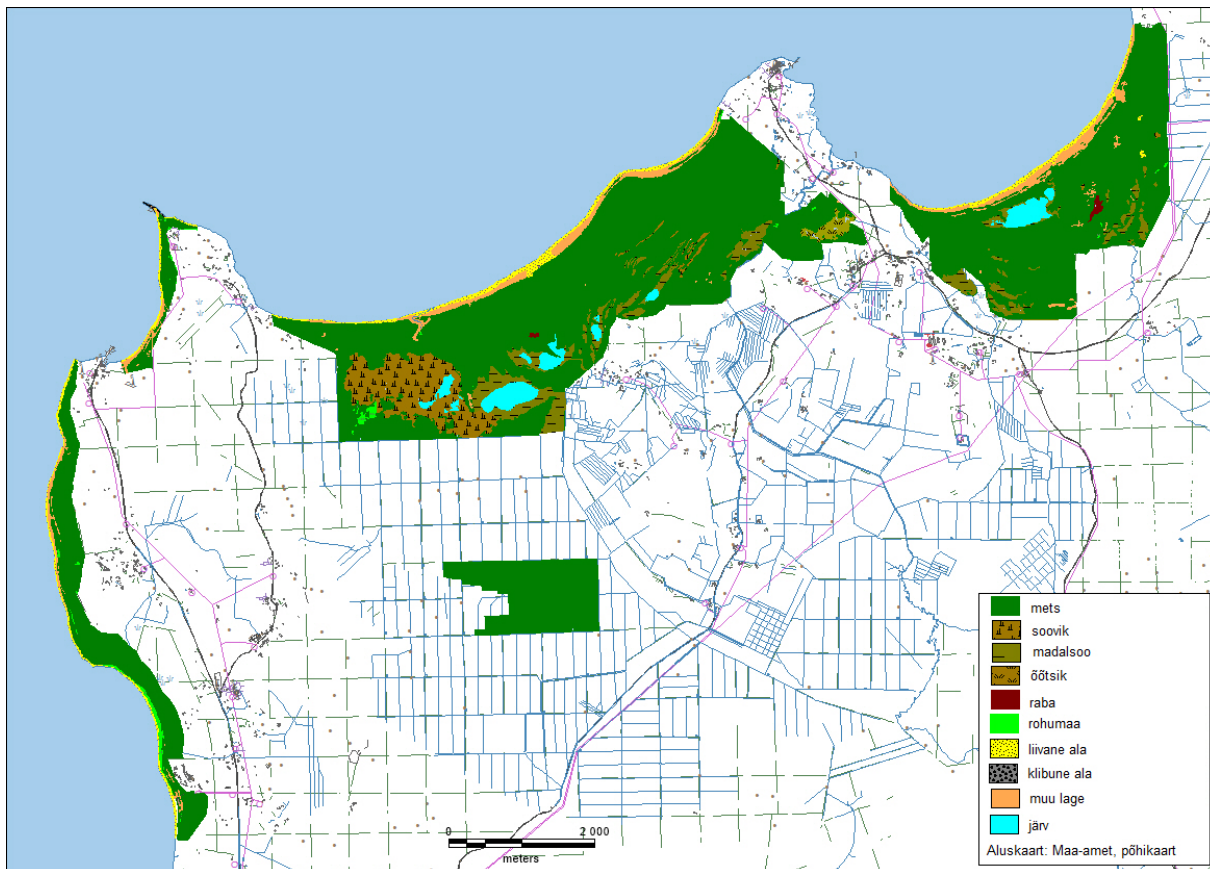 mets
soovik
madalsoo
õõtsik
raba
rohumaa
liivane ala
klibune ala
muu lage
järv
Aluskaart: Maa-amet, põhikaart
0 2 000
meters